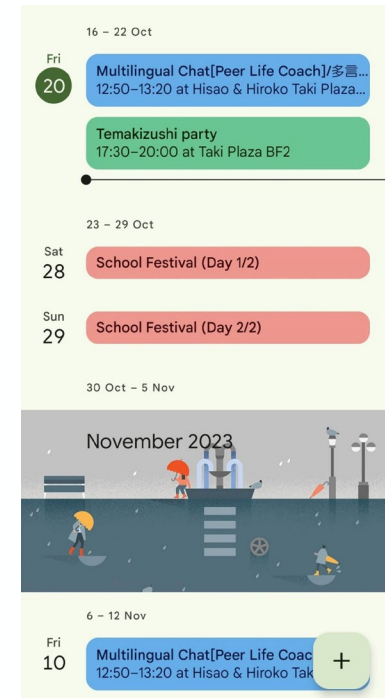 16 – 22 Oct
Fri
20
Multilingual Chat[Peer Life Coach]/多言...
12:50–13:20 at Hisao & Hiroko Taki Plaza...
Temakizushi party
17:30–20:00 at Taki Plaza BF2
23 – 29 Oct
Sat
28
School Festival (Day 1/2)
Sun
29
School Festival (Day 2/2)
30 Oct – 5 Nov
November 2023
6 – 12 Nov
Fri
10
Multilingual Chat[Peer Life Coac
12:50–13:20 at Hisao & Hiroko Tak
+